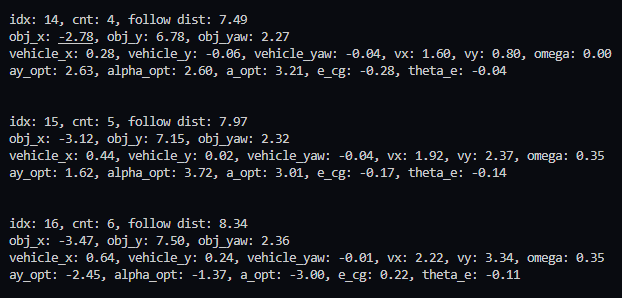 idx: 14, cnt: 4, follow dist: 7.49
obj_x: -2.78, obj_y: 6.78, obj_yaw: 2.27
vehicle_x: 0.28, vehicle_y: -0.06, vehicle_yaw: -0.04, vx: 1.60, vy: 0.80, omega: 0.00
ay_opt: 2.63, alpha_opt: 2.60, a_opt: 3.21, e_cg: -0.28, theta_e: -0.04
idx: 15, cnt: 5, follow dist: 7.97
obj_x: -3.12, obj_y: 7.15, obj_yaw: 2.32
vehicle_x: 0.44, vehicle_y: 0.02, vehicle_yaw: -0.04, vx: 1.92, vy: 2.37, omega: 0.35
ay_opt: 1.62, alpha_opt: 3.72, a_opt: 3.01, e_cg: -0.17, theta_e: -0.14
idx: 16, cnt: 6, follow dist: 8.34
obj_x: -3.47, obj_y: 7.50, obj_yaw: 2.36
vehicle_x: 0.64, vehicle_y: 0.24, vehicle_yaw: -0.01, vx: 2.22, vy: 3.34, omega: 0.35
ay_opt: -2.45, alpha_opt: -1.37, a_opt: -3.00, e_cg: 0.22, theta_e: -0.11